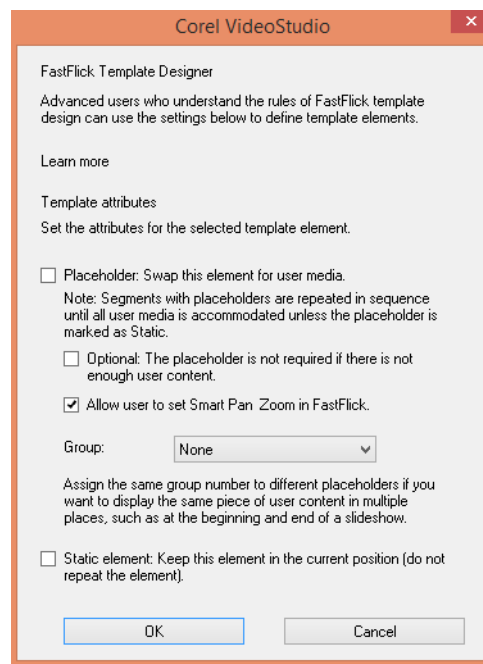 Corel VideoStudio
FastFlick Template Designer
Advanced users who understand the rules of FastFlick template
design can use the settings below to define template elements.
Learn more
Template attributes
Set the attributes for the selected template element.
Placeholder: Swap this element for user media.
Note: Segments with placeholders are repeated in sequence
until all user media is accommodated unless the placeholder is
marked as Static.
Optional: The placeholder is not required if there is not
enough user content.
Allow user to set Smart Pan Zoom in FastFlick.
Group: None
Assign the same group number to different placeholders if you
want to display the same piece of user content in multiple
places, such as at the beginning and end of a slideshow.
Static element: Keep this element in the current position (do not
repeat the element).
OK Cancel